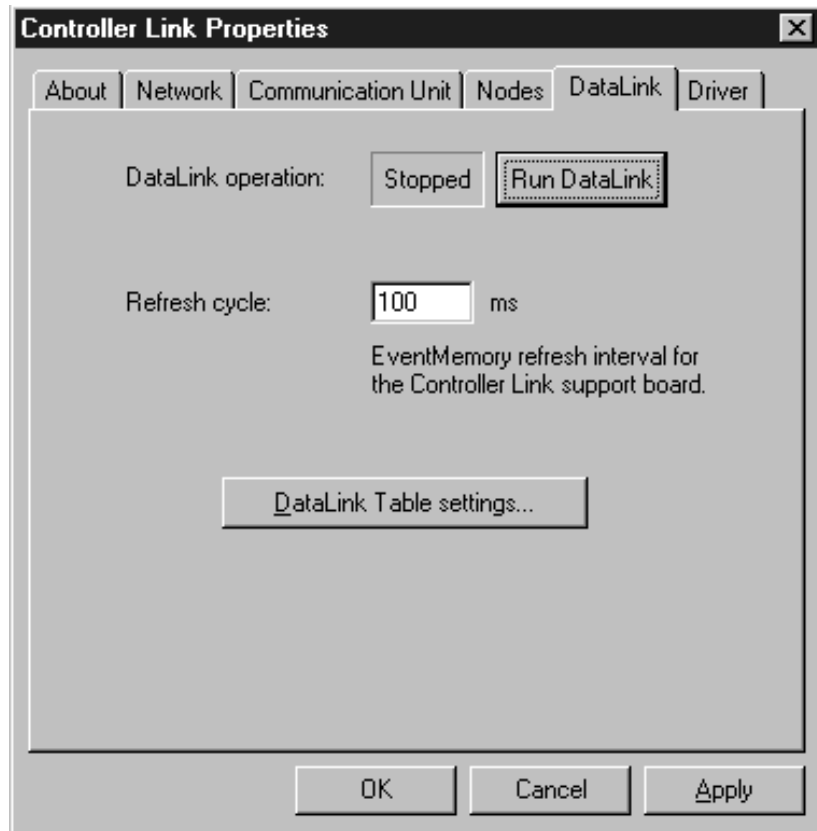 Controller Link Properties
About Network Communication Unit Nodes DataLink Driver
DataLink operation: Stopped Run DataLink
Refresh cycle: 100 ms
EventMemory refresh interval for
the Controller Link support board.
DataLink Table settings...
OK Cancel Apply